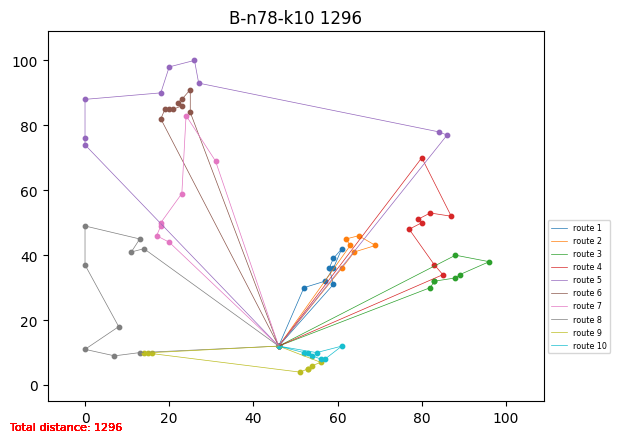 B-n78-k10 1296
100
80
60
40
20
0
0
20
40
60
80
100
route 1
route 2
route 3
route 4
route 5
route 6
route 7
route 8
route 9
route 10
Total distance: 1296